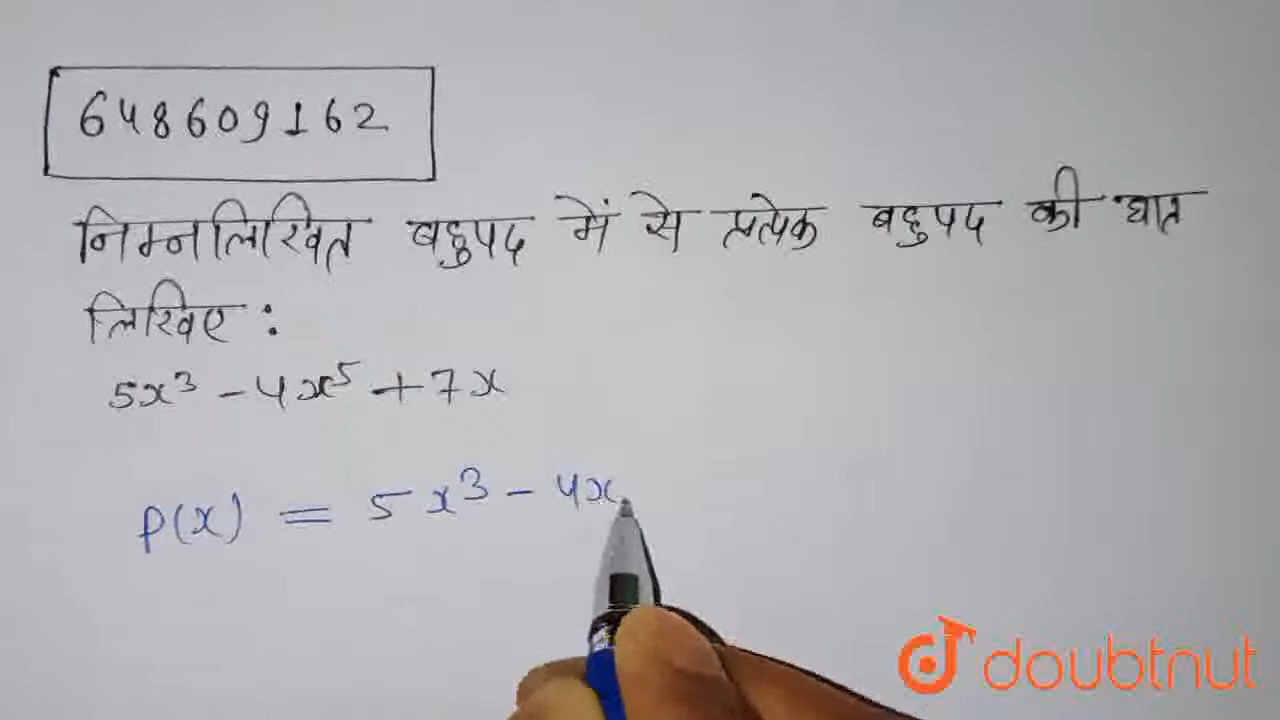 648609162
निम्नलिखित बहुपद में से प्रत्येक बहुपद की घात
लिखिए :
5x³ - 4x⁵ + 7x
P(x) = 5x³ - 4x
doubtnut